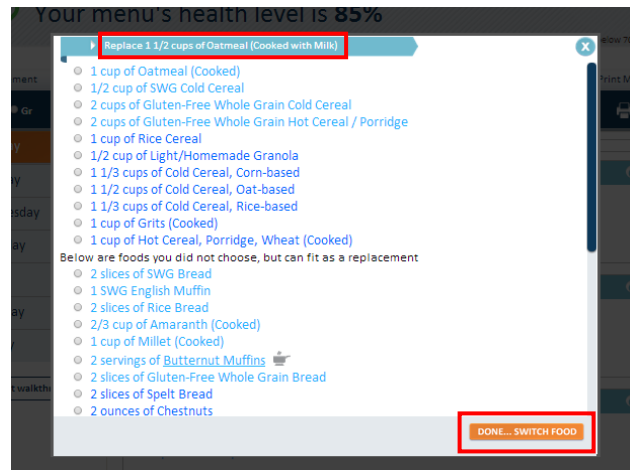 Your menu's health level is 85%
Replace 1 1/2 cups of Oatmeal (Cooked with Milk)
X
1 cup of Oatmeal (Cooked)
1/2 cup of SWG Cold Cereal
2 cups of Gluten-Free Whole Grain Cold Cereal
2 cups of Gluten-Free Whole Grain Hot Cereal / Porridge
1 cup of Rice Cereal
1/2 cup of Light/Homemade Granola
1 1/3 cups of Cold Cereal, Corn-based
1 1/2 cups of Cold Cereal, Oat-based
1 1/3 cups of Cold Cereal, Rice-based
1 cup of Grits (Cooked)
1 cup of Hot Cereal, Porridge, Wheat (Cooked)
Below are foods you did not choose, but can fit as a replacement
2 slices of SWG Bread
1 SWG English Muffin
2 slices of Rice Bread
2/3 cup of Amaranth (Cooked)
1 cup of Millet (Cooked)
2 servings of Butternut Muffins
2 slices of Gluten-Free Whole Grain Bread
2 slices of Spelt Bread
2 ounces of Chestnuts
DONE... SWITCH FOOD